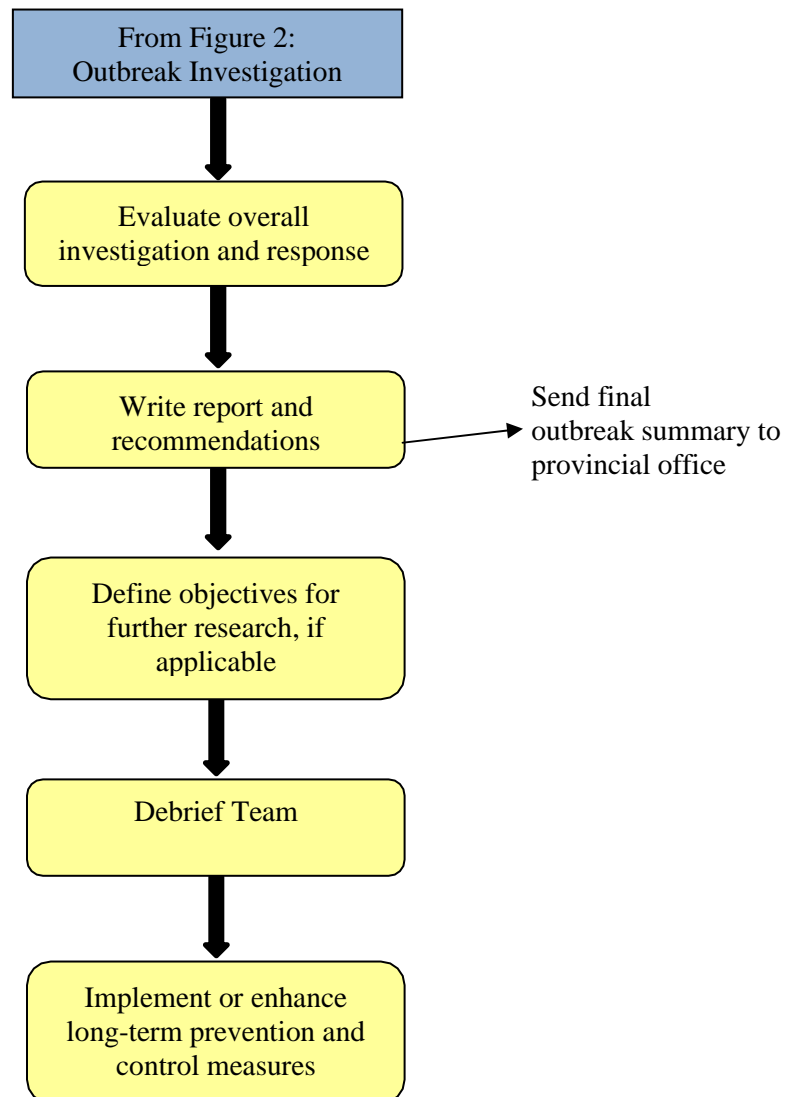 From Figure 2:
Outbreak Investigation
Evaluate overall
investigation and response
Write report and
recommendations
Send final
outbreak summary to
provincial office
Define objectives for
further research, if
applicable
Debrief Team
Implement or enhance
long-term prevention and
control measures